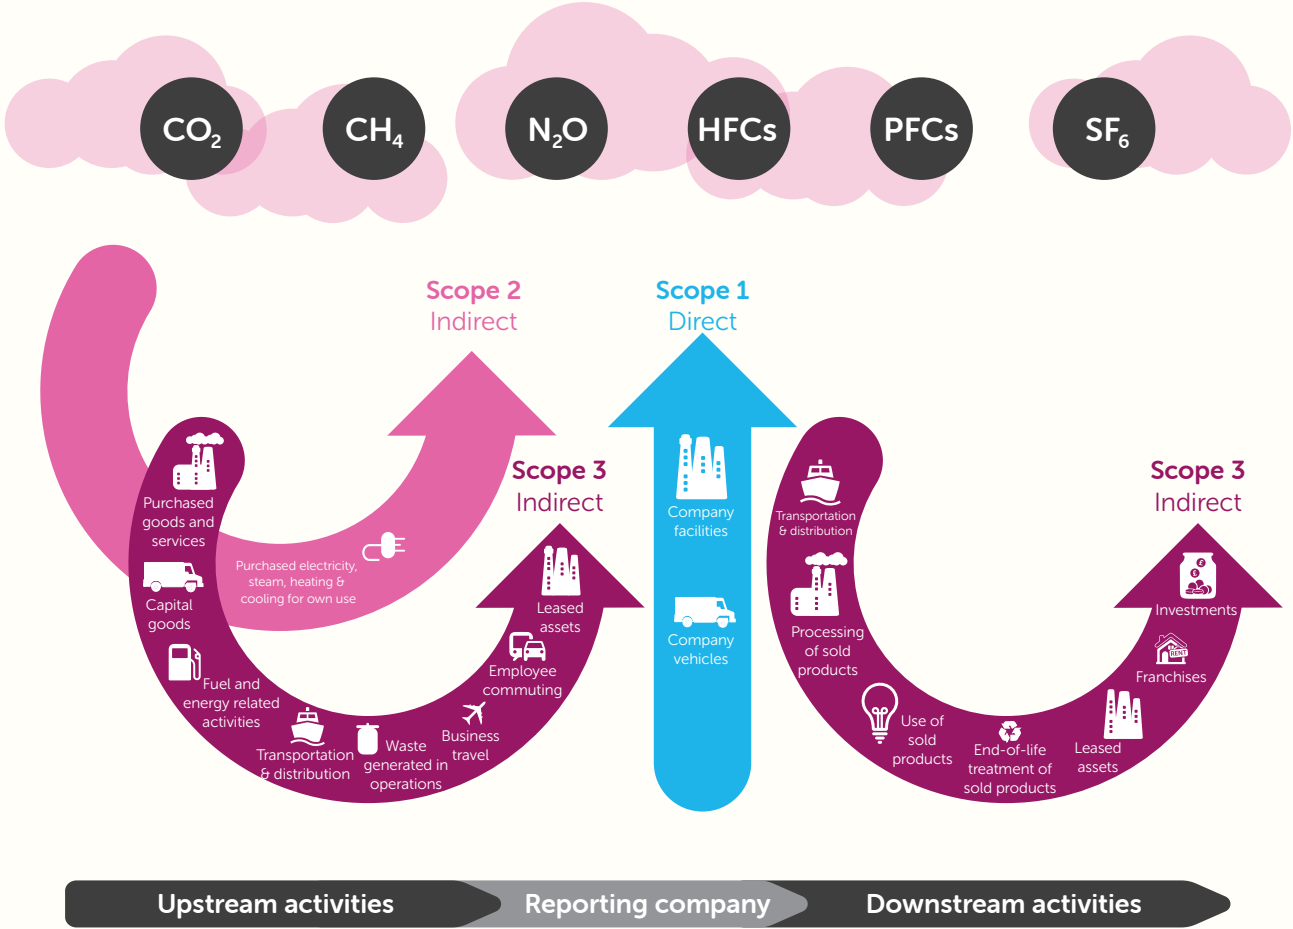 CO₂
CH₄
N₂O
HFCs
PFCs
SF₆
Scope 2
Indirect
Purchased electricity,
steam, heating &
cooling for own use
Scope 3
Indirect
Purchased
goods and
services
Capital
goods
Fuel and
energy related
activities
Transportation
& distribution
Waste
generated in
operations
Business
travel
Employee
commuting
Leased
assets
Scope 1
Direct
Company
facilities
Company
vehicles
Scope 3
Indirect
Transportation
& distribution
Processing
of sold
products
Use of
sold
products
End-of-life
treatment of
sold products
Leased
assets
RENT
Franchises
£
£
Investments
Upstream activities
Reporting company
Downstream activities